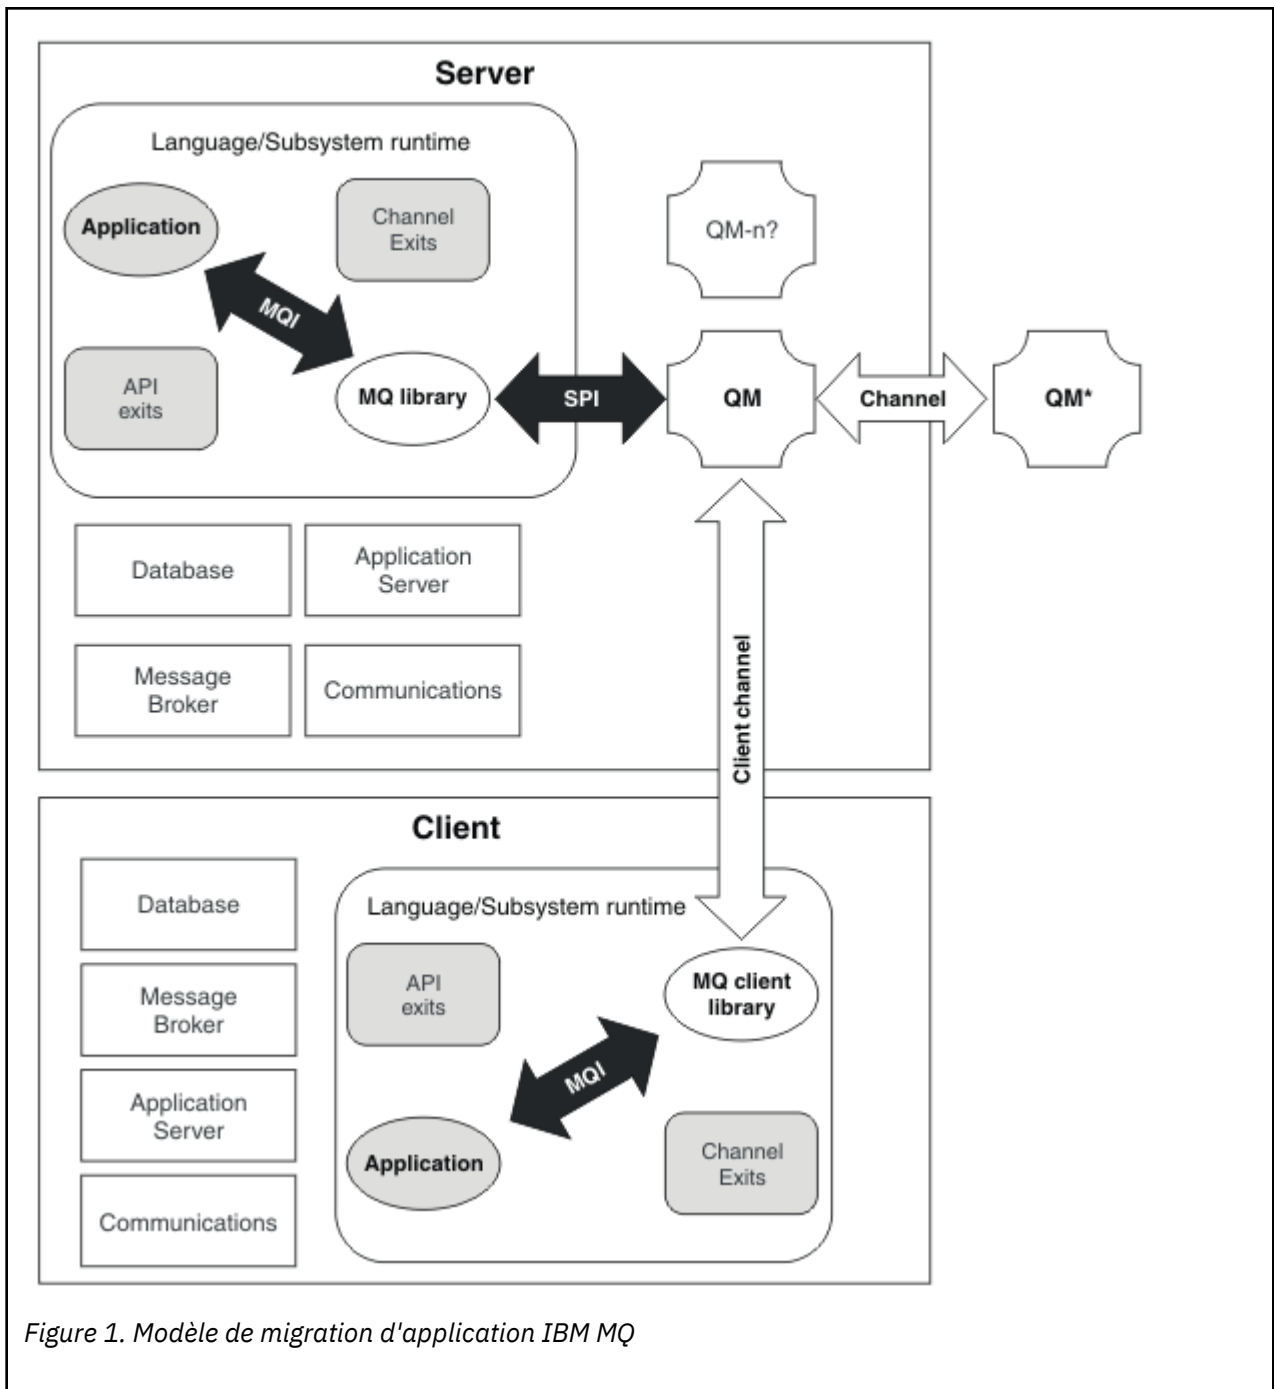 Server
Language/Subsystem runtime
Application
Channel
Exits
MQI
API
exits
MQ library
SPI
QM-n?
QM
Channel
QM*
Database
Application
Server
Message
Broker
Communications
Client channel
Client
Database
Message
Broker
Application
Server
Communications
Language/Subsystem runtime
API
exits
MQ client
library
MQI
Application
Channel
Exits
Figure 1. Modèle de migration d'application IBM MQ